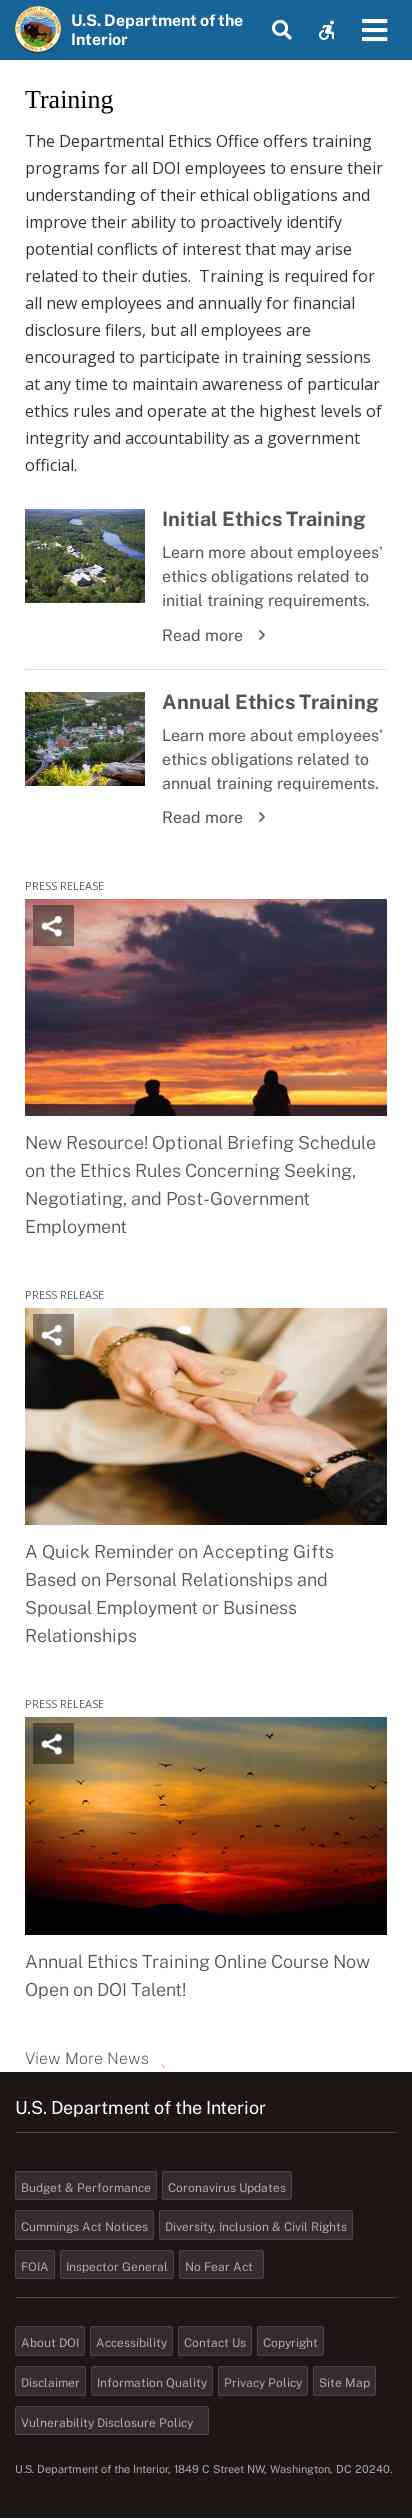 U.S. Department of the
Interior
Training
The Departmental Ethics Office offers training
programs for all DOI employees to ensure their
understanding of their ethical obligations and
improve their ability to proactively identify
potential conflicts of interest that may arise
related to their duties.  Training is required for
all new employees and annually for financial
disclosure filers, but all employees are
encouraged to participate in training sessions
at any time to maintain awareness of particular
ethics rules and operate at the highest levels of
integrity and accountability as a government
official.
Initial Ethics Training
Learn more about employees'
ethics obligations related to
initial training requirements.
Read more
Annual Ethics Training
Learn more about employees'
ethics obligations related to
annual training requirements.
Read more
PRESS RELEASE
New Resource! Optional Briefing Schedule
on the Ethics Rules Concerning Seeking,
Negotiating, and Post-Government
Employment
PRESS RELEASE
A Quick Reminder on Accepting Gifts
Based on Personal Relationships and
Spousal Employment or Business
Relationships
PRESS RELEASE
Annual Ethics Training Online Course Now
Open on DOI Talent!
View More News
U.S. Department of the Interior
Budget & Performance Coronavirus Updates
Cummings Act Notices Diversity, Inclusion & Civil Rights
FOIA Inspector General No Fear Act
About DOI Accessibility Contact Us Copyright
Disclaimer Information Quality Privacy Policy Site Map
Vulnerability Disclosure Policy
U.S. Department of the Interior, 1849 C Street NW, Washington, DC 20240.